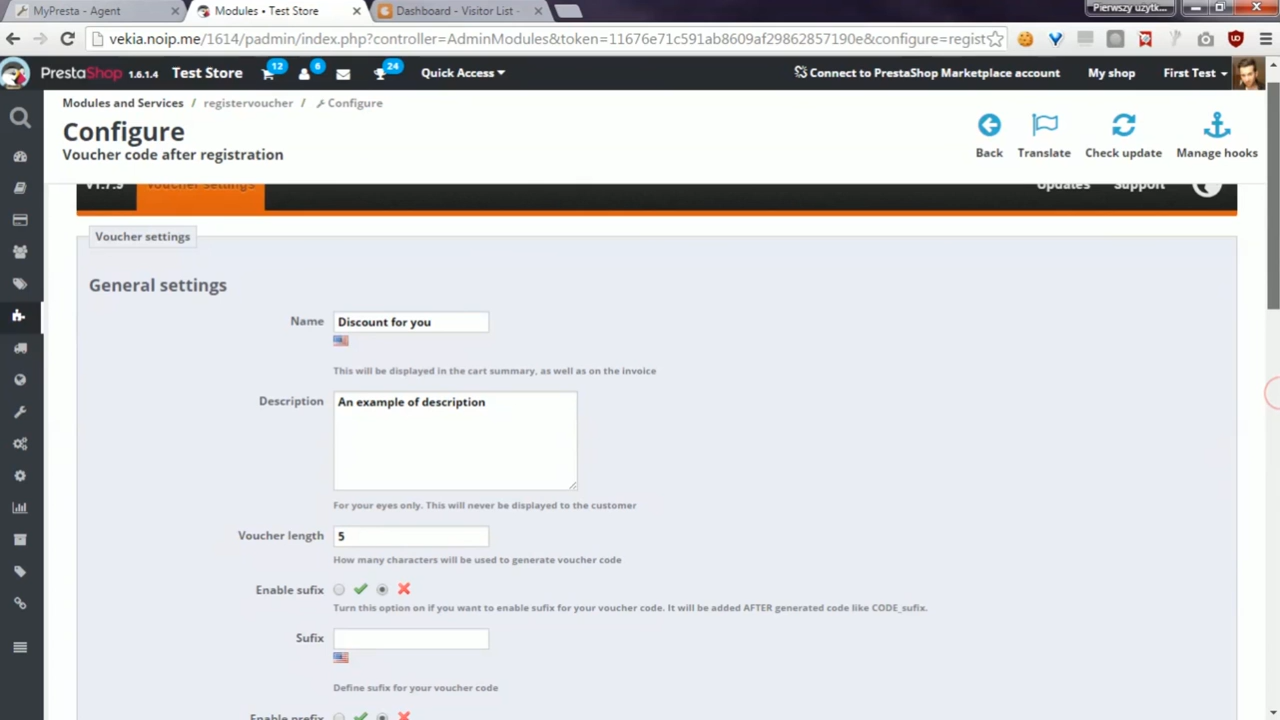 MyPresta - Agent
Modules • Test Store
Dashboard - Visitor List -
Pierwszy użytk...
vekia.noip.me/1614/padmin/index.php?controller=AdminModules&token=11676e71c591ab8609af29862857190e&configure=regist
PrestaShop 1.6.1.4 Test Store 12 6 24 Quick Access Connect to PrestaShop Marketplace account My shop First Test
Modules and Services / registervoucher / Configure
Configure
Voucher code after registration
Back Translate Check update Manage hooks
v1.7.5 Voucher settings Updates Support
Voucher settings
General settings
Name Discount for you
This will be displayed in the cart summary, as well as on the invoice
Description An example of description
For your eyes only. This will never be displayed to the customer
Voucher length 5
How many characters will be used to generate voucher code
Enable sufix
Turn this option on if you want to enable sufix for your voucher code. It will be added AFTER generated code like CODE_sufix.
Sufix
Define sufix for your voucher code
Enable prefix